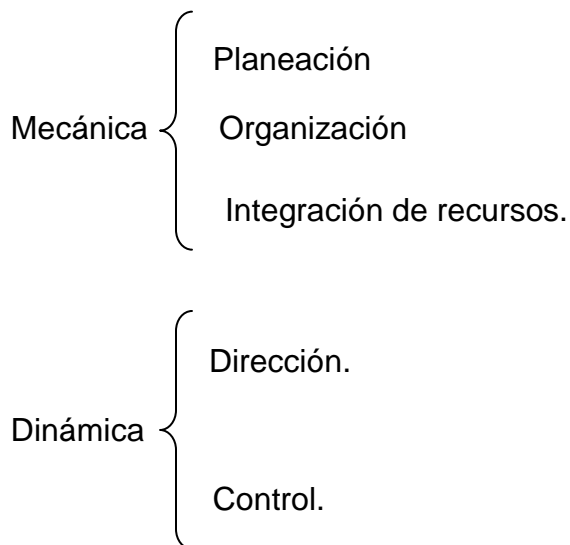 Planeación
Mecánica
Organización
Integración de recursos.
Dirección.
Dinámica
Control.